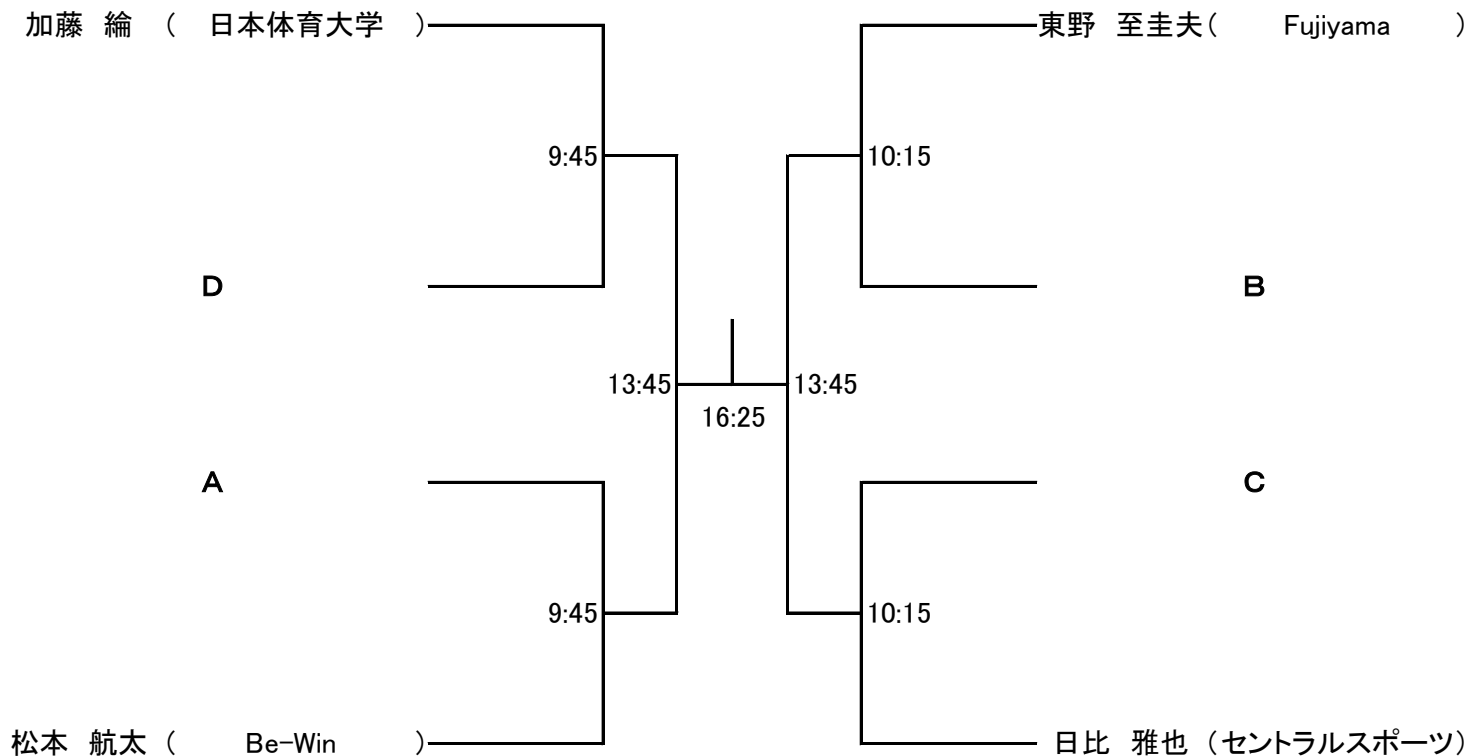 加藤 綸 ( 日本体育大学 )
東野 至圭夫( Fujiyama )
9:45
10:15
D
B
13:45
13:45
16:25
A
C
9:45
10:15
松本 航太 ( Be-Win )
日比 雅也 (セントラルスポーツ)